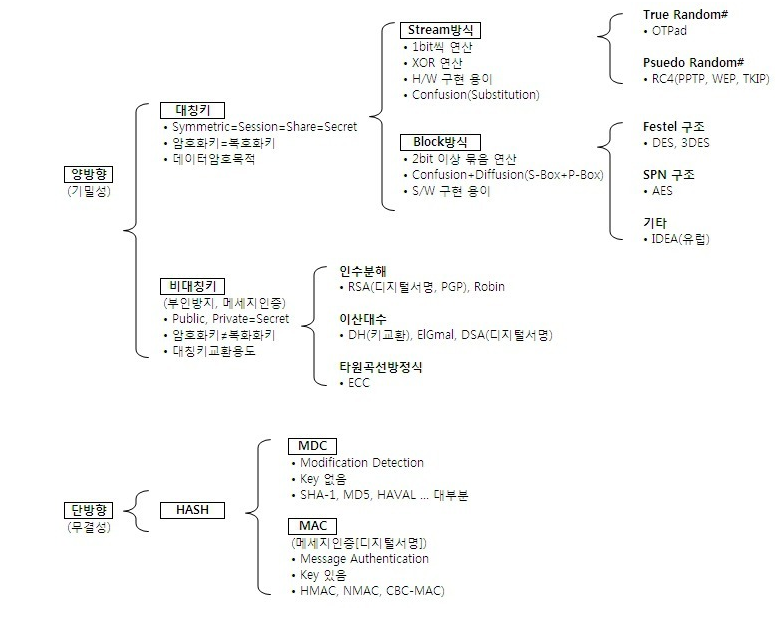 양방향
(기밀성)
대칭키
• Symmetric=Session=Share=Secret
• 암호화키=복호화키
• 데이터암호목적
Stream방식
• 1bit씩 연산
• XOR 연산
• H/W 구현 용이
• Confusion(Substitution)
True Random#
• OTPad
Psuedo Random#
• RC4(PPTP, WEP, TKIP)
Block방식
• 2bit 이상 묶음 연산
• Confusion+Diffusion(S-Box+P-Box)
• S/W 구현 용이
Festel 구조
• DES, 3DES
SPN 구조
• AES
기타
• IDEA(유럽)
비대칭키
(부인방지, 메세지인증)
• Public, Private=Secret
• 암호화키≠복화화키
• 대칭키교환용도
인수분해
• RSA(디지털서명, PGP), Robin
이산대수
• DH(키교환), ElGmal, DSA(디지털서명)
타원곡선방정식
• ECC
단방향
(무결성)
HASH
MDC
• Modification Detection
• Key 없음
• SHA-1, MD5, HAVAL ... 대부분
MAC
(메세지인증[디지털서명])
• Message Authentication
• Key 있음
• HMAC, NMAC, CBC-MAC)